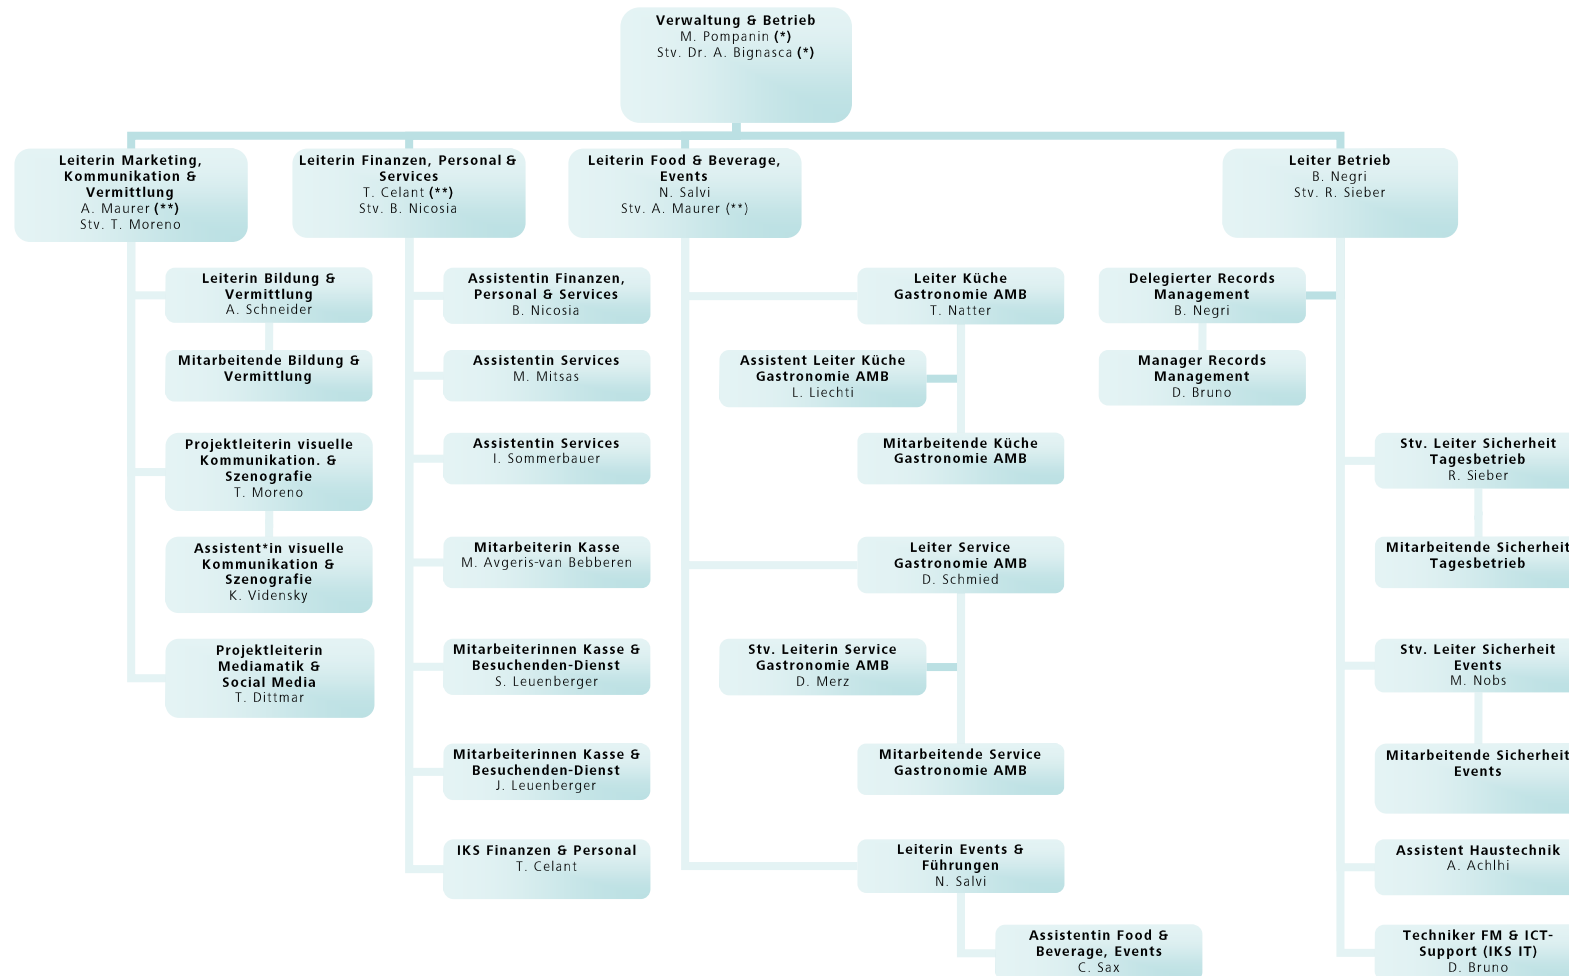 Verwaltung & Betrieb
M. Pompanin (*)
Stv. Dr. A. Bignasca (*)
Leiterin Marketing,
Kommunikation &
Vermittlung
A. Maurer (**)
Stv. T. Moreno
Leiterin Finanzen, Personal &
Services
T. Celant (**)
Stv. B. Nicosia
Leiterin Food & Beverage,
Events
N. Salvi
Stv. A. Maurer (**)
Leiter Betrieb
B. Negri
Stv. R. Sieber
Leiterin Bildung &
Vermittlung
A. Schneider
Mitarbeitende Bildung &
Vermittlung
Projektleiterin visuelle
Kommunikation. &
Szenografie
T. Moreno
Assistent*in visuelle
Kommunikation &
Szenografie
K. Vidensky
Projektleiterin
Mediamatik &
Social Media
T. Dittmar
Assistentin Finanzen,
Personal & Services
B. Nicosia
Assistentin Services
M. Mitsas
Assistentin Services
I. Sommerbauer
Mitarbeiterin Kasse
M. Avgeris-van Bebberen
Mitarbeiterinnen Kasse &
Besuchenden-Dienst
S. Leuenberger
Mitarbeiterinnen Kasse &
Besuchenden-Dienst
J. Leuenberger
IKS Finanzen & Personal
T. Celant
Leiter Küche
Gastronomie AMB
T. Natter
Assistent Leiter Küche
Gastronomie AMB
L. Liechti
Mitarbeitende Küche
Gastronomie AMB
Leiter Service
Gastronomie AMB
D. Schmied
Stv. Leiterin Service
Gastronomie AMB
D. Merz
Mitarbeitende Service
Gastronomie AMB
Leiterin Events &
Führungen
N. Salvi
Assistentin Food &
Beverage, Events
C. Sax
Delegierter Records
Management
B. Negri
Manager Records
Management
D. Bruno
Stv. Leiter Sicherheit
Tagesbetrieb
R. Sieber
Mitarbeitende Sicherheit
Tagesbetrieb
Stv. Leiter Sicherheit
Events
M. Nobs
Mitarbeitende Sicherheit
Events
Assistent Haustechnik
A. Achlhi
Techniker FM & ICT-
Support (IKS IT)
D. Bruno